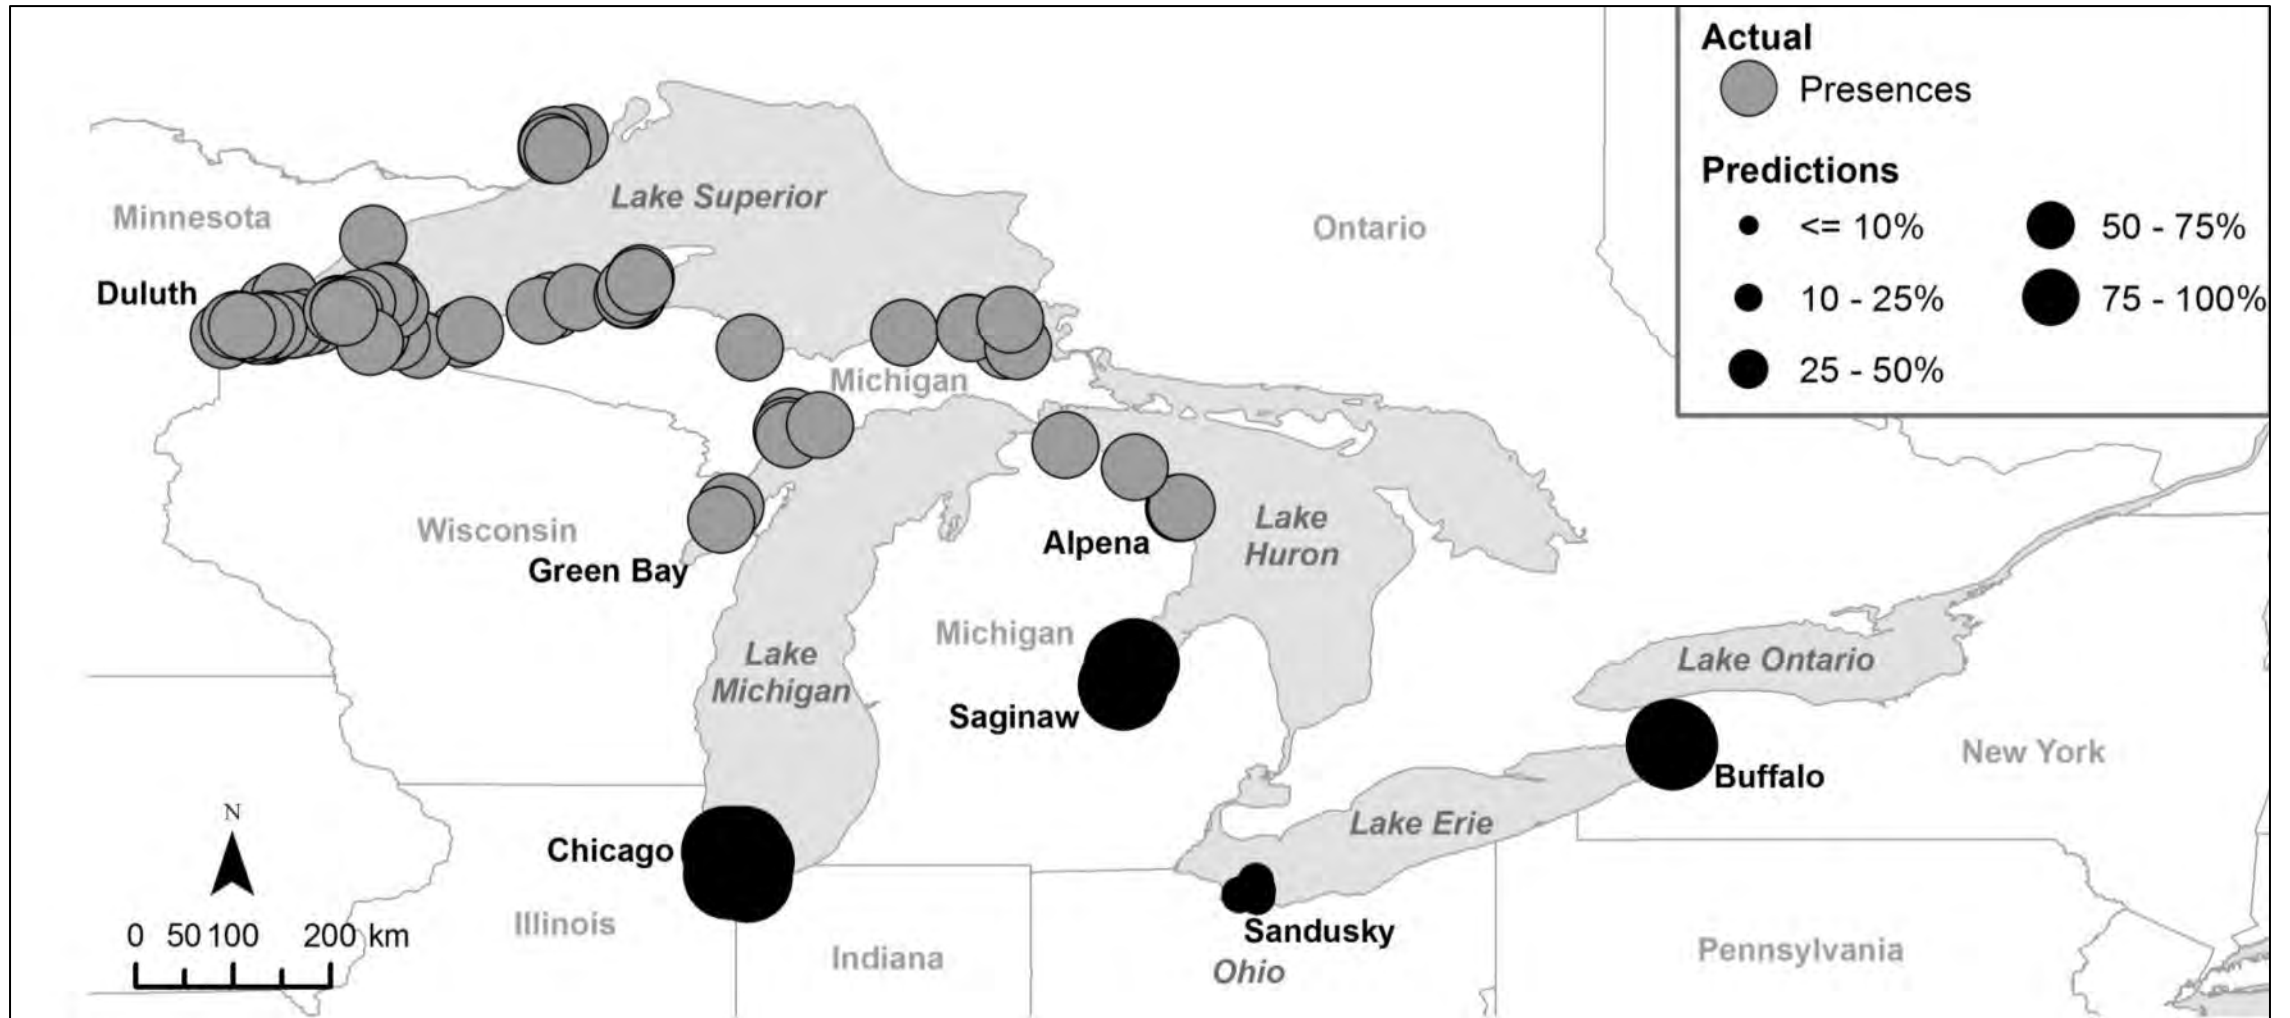 Actual
Presences
Predictions
<= 10%
50 - 75%
10 - 25%
75 - 100%
25 - 50%
Lake Superior
Minnesota
Ontario
Duluth
Michigan
Wisconsin
Green Bay
Alpena
Lake
Huron
Michigan
Lake
Michigan
Saginaw
Lake Ontario
New York
Buffalo
Chicago
Lake Erie
N
Illinois
Sandusky
Ohio
Indiana
Pennsylvania
0 50 100 200 km